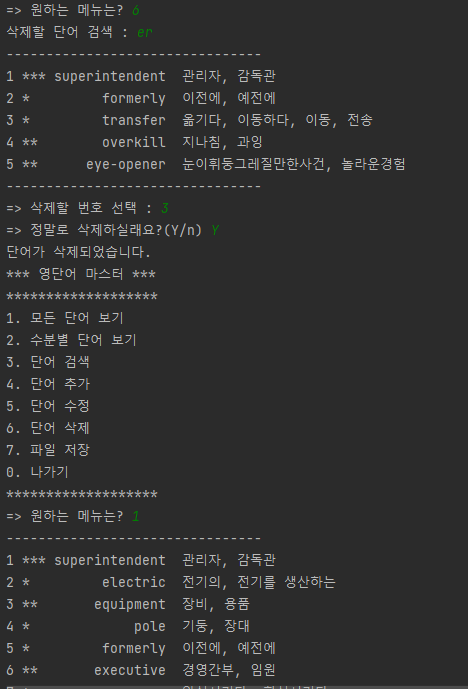 => 원하는 메뉴는? 6
삭제할 단어 검색 : er
--------------------------------
1 *** superintendent  관리자, 감독관
2 *         formerly  이전에, 예전에
3 *         transfer  옮기다, 이동하다, 이동, 전송
4 **        overkill  지나침, 과잉
5 **      eye-opener  눈이휘둥그레질만한사건, 놀라운경험
--------------------------------
=> 삭제할 번호 선택 : 3
=> 정말로 삭제하실래요?(Y/n) Y
단어가 삭제되었습니다.
*** 영단어 마스터 ***
*******************
1. 모든 단어 보기
2. 수분별 단어 보기
3. 단어 검색
4. 단어 추가
5. 단어 수정
6. 단어 삭제
7. 파일 저장
0. 나가기
*******************
=> 원하는 메뉴는? 1
--------------------------------
1 *** superintendent  관리자, 감독관
2 *         electric  전기의, 전기를 생산하는
3 **       equipment  장비, 용품
4 *             pole  기둥, 장대
5 *         formerly  이전에, 예전에
6 **       executive  경영간부, 임원